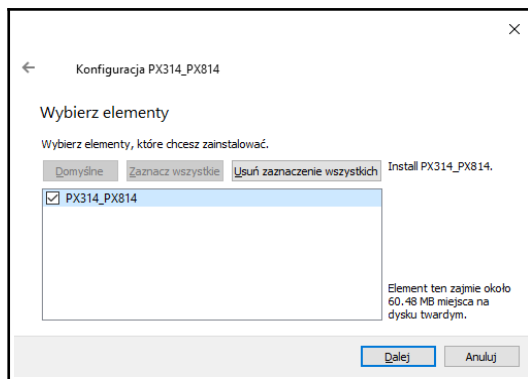 Konfiguracja PX314_PX814
Wybierz elementy
Wybierz elementy, które chcesz zainstalować.
Domyślne Zaznacz wszystkie Usuń zaznaczenie wszystkich Install PX314_PX814.
PX314_PX814
Element ten zajmie około
60.48 MB miejsca na
dysku twardym.
Dalej Anuluj